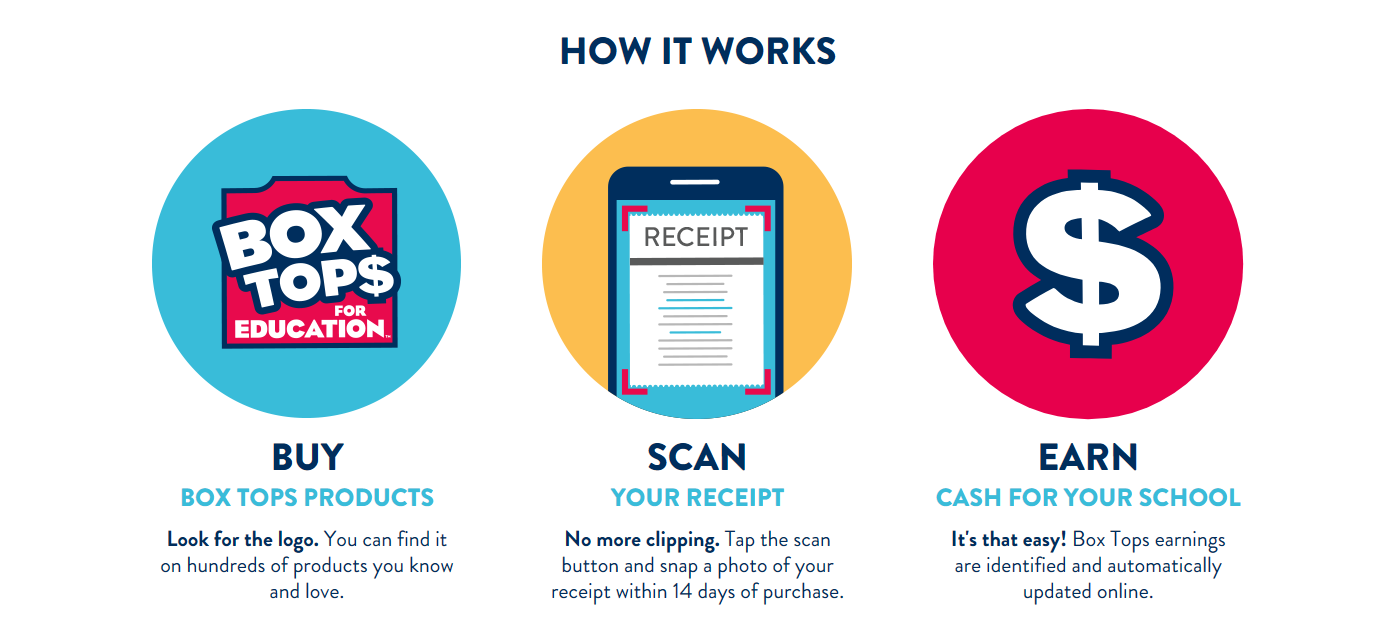 HOW IT WORKS
BOX
TOP$
FOR
EDUCATION™
RECEIPT
BUY
BOX TOPS PRODUCTS
Look for the logo. You can find it
on hundreds of products you know
and love.
SCAN
YOUR RECEIPT
No more clipping. Tap the scan
button and snap a photo of your
receipt within 14 days of purchase.
EARN
CASH FOR YOUR SCHOOL
It's that easy! Box Tops earnings
are identified and automatically
updated online.